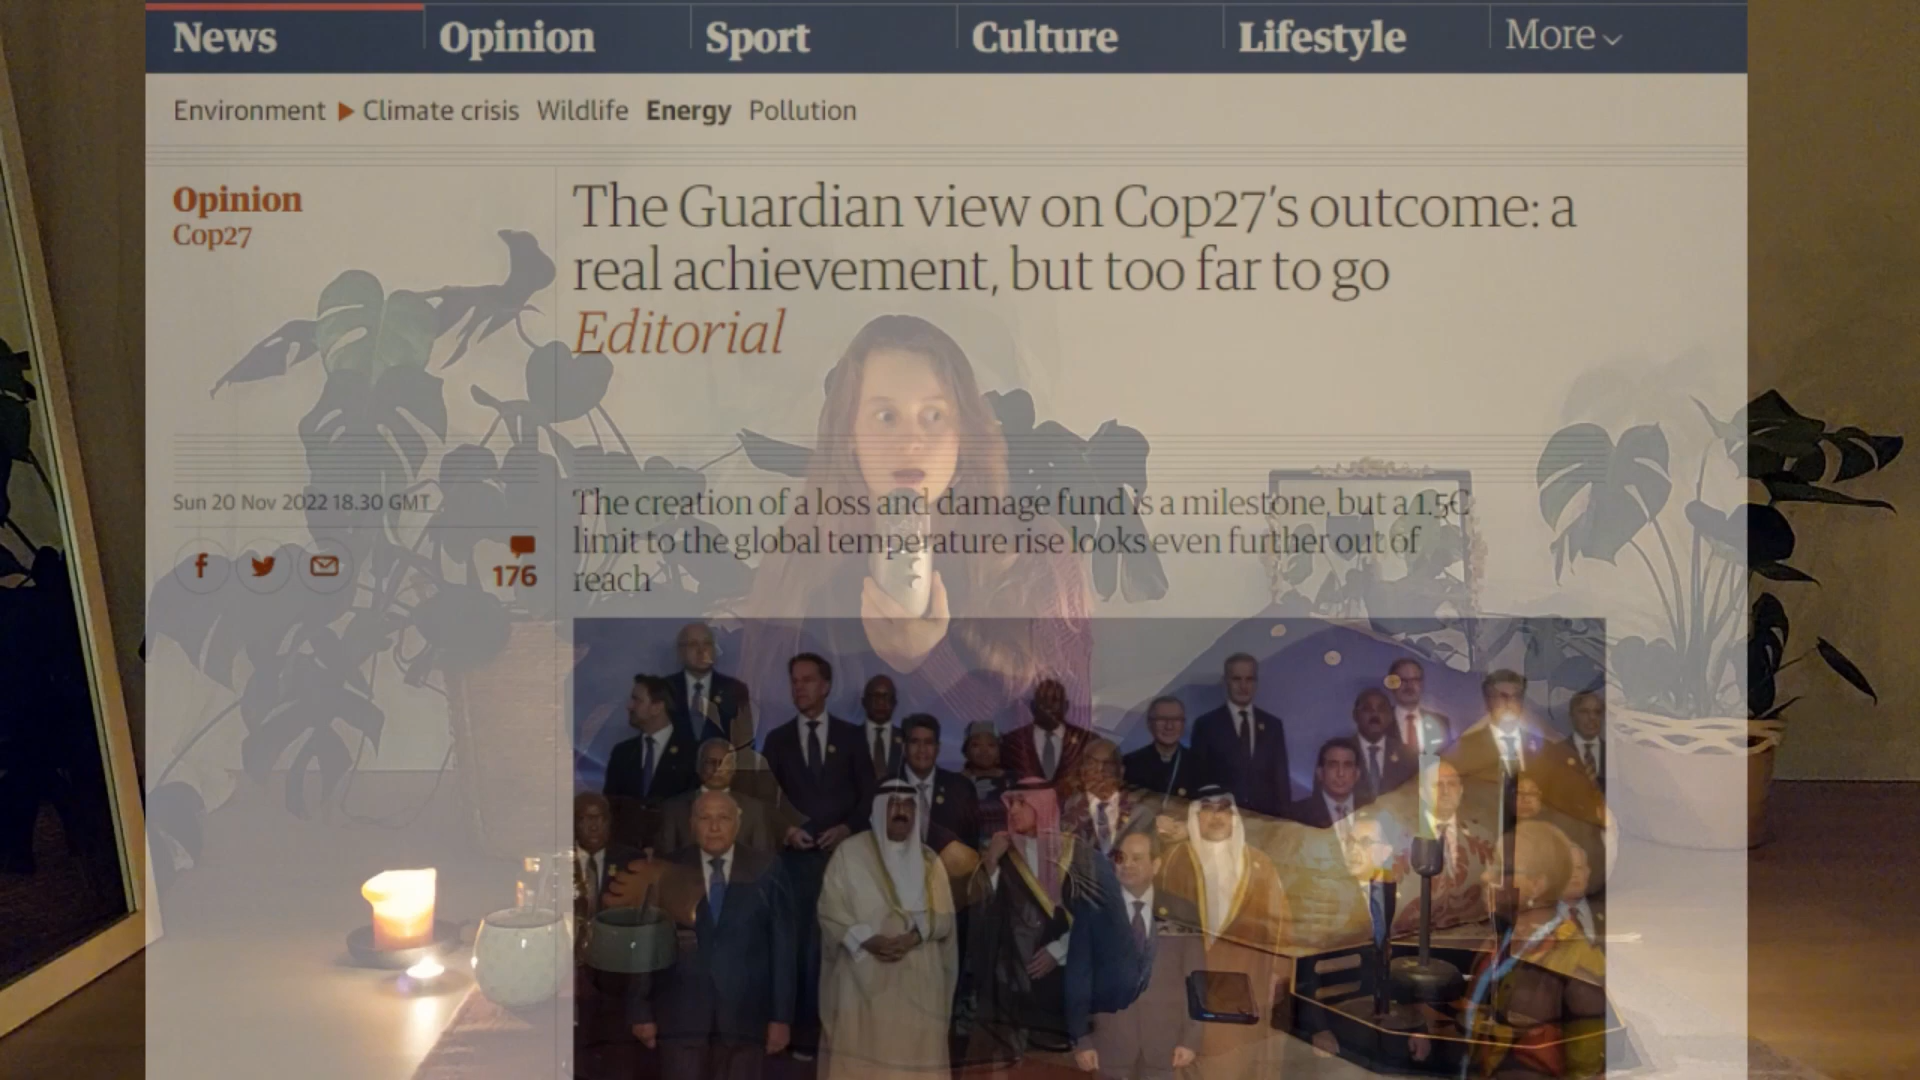 News
Opinion
Sport
Culture
Lifestyle
More
Environment
Climate crisis
Wildlife
Energy
Pollution
Opinion
Cop27
The Guardian view on Cop27's outcome: a
real achievement, but too far to go
Editorial
Sun 20 Nov 2022 18.30 GMT
176
The creation of a loss and damage fund is a milestone, but a 1.5C
limit to the global temperature rise looks even further out of
reach